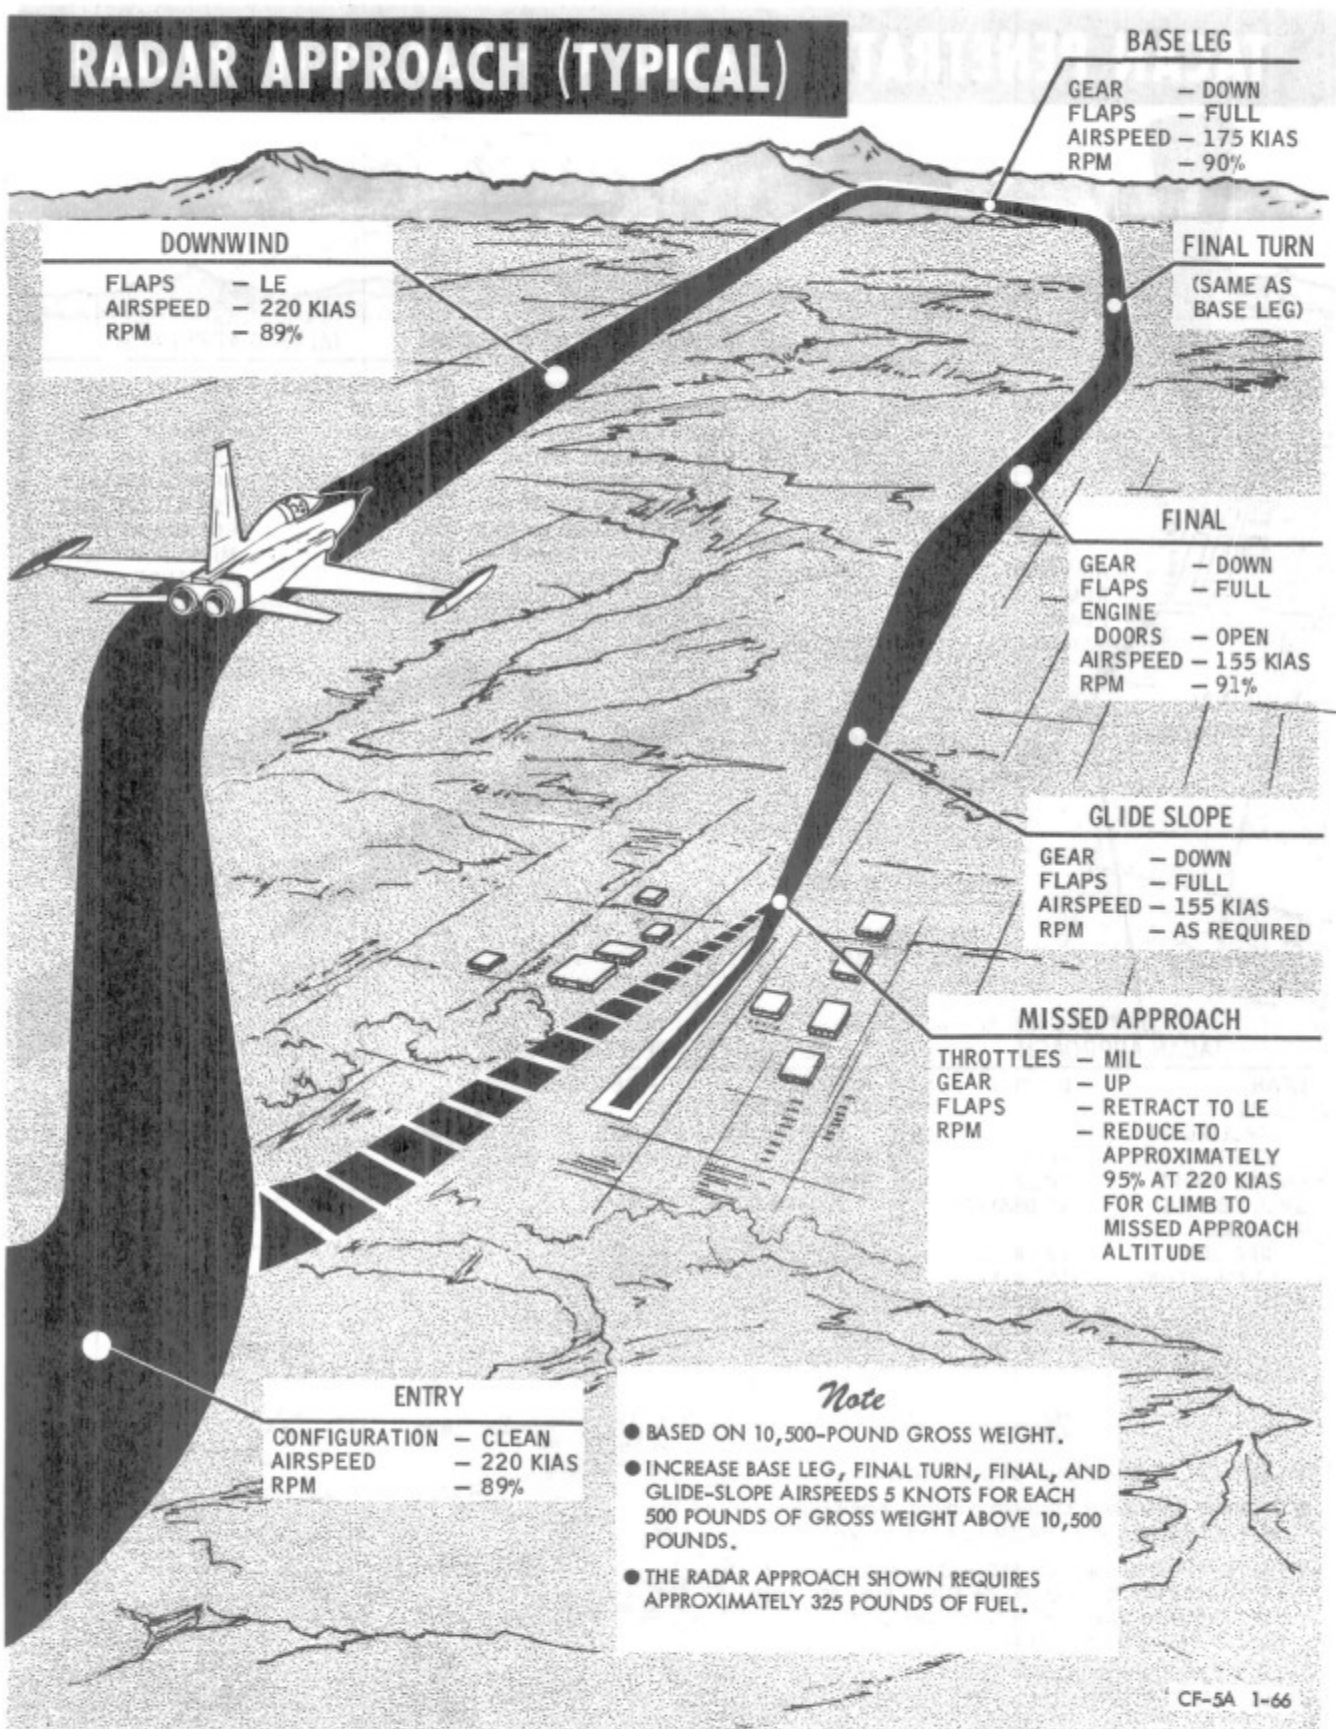 RADAR APPROACH (TYPICAL)
BASE LEG
GEAR – DOWN
FLAPS – FULL
AIRSPEED – 175 KIAS
RPM – 90%
DOWNWIND
FLAPS – LE
AIRSPEED – 220 KIAS
RPM – 89%
FINAL TURN
(SAME AS
BASE LEG)
FINAL
GEAR – DOWN
FLAPS – FULL
ENGINE
DOORS – OPEN
AIRSPEED – 155 KIAS
RPM – 91%
GLIDE SLOPE
GEAR – DOWN
FLAPS – FULL
AIRSPEED – 155 KIAS
RPM – AS REQUIRED
MISSED APPROACH
THROTTLES – MIL
GEAR – UP
FLAPS – RETRACT TO LE
RPM – REDUCE TO
APPROXIMATELY
95% AT 220 KIAS
FOR CLIMB TO
MISSED APPROACH
ALTITUDE
ENTRY
CONFIGURATION – CLEAN
AIRSPEED – 220 KIAS
RPM – 89%
Note
● BASED ON 10,500-POUND GROSS WEIGHT.
● INCREASE BASE LEG, FINAL TURN, FINAL, AND
GLIDE-SLOPE AIRSPEEDS 5 KNOTS FOR EACH
500 POUNDS OF GROSS WEIGHT ABOVE 10,500
POUNDS.
● THE RADAR APPROACH SHOWN REQUIRES
APPROXIMATELY 325 POUNDS OF FUEL.
CF-5A 1-66